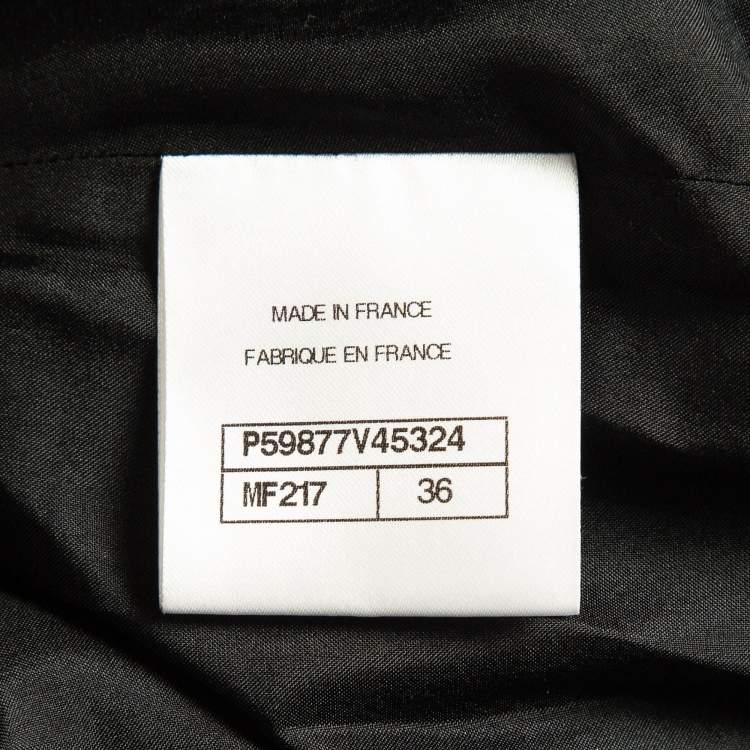 MADE IN FRANCE
FABRIQUE EN FRANCE
P59877V45324
MF217 36